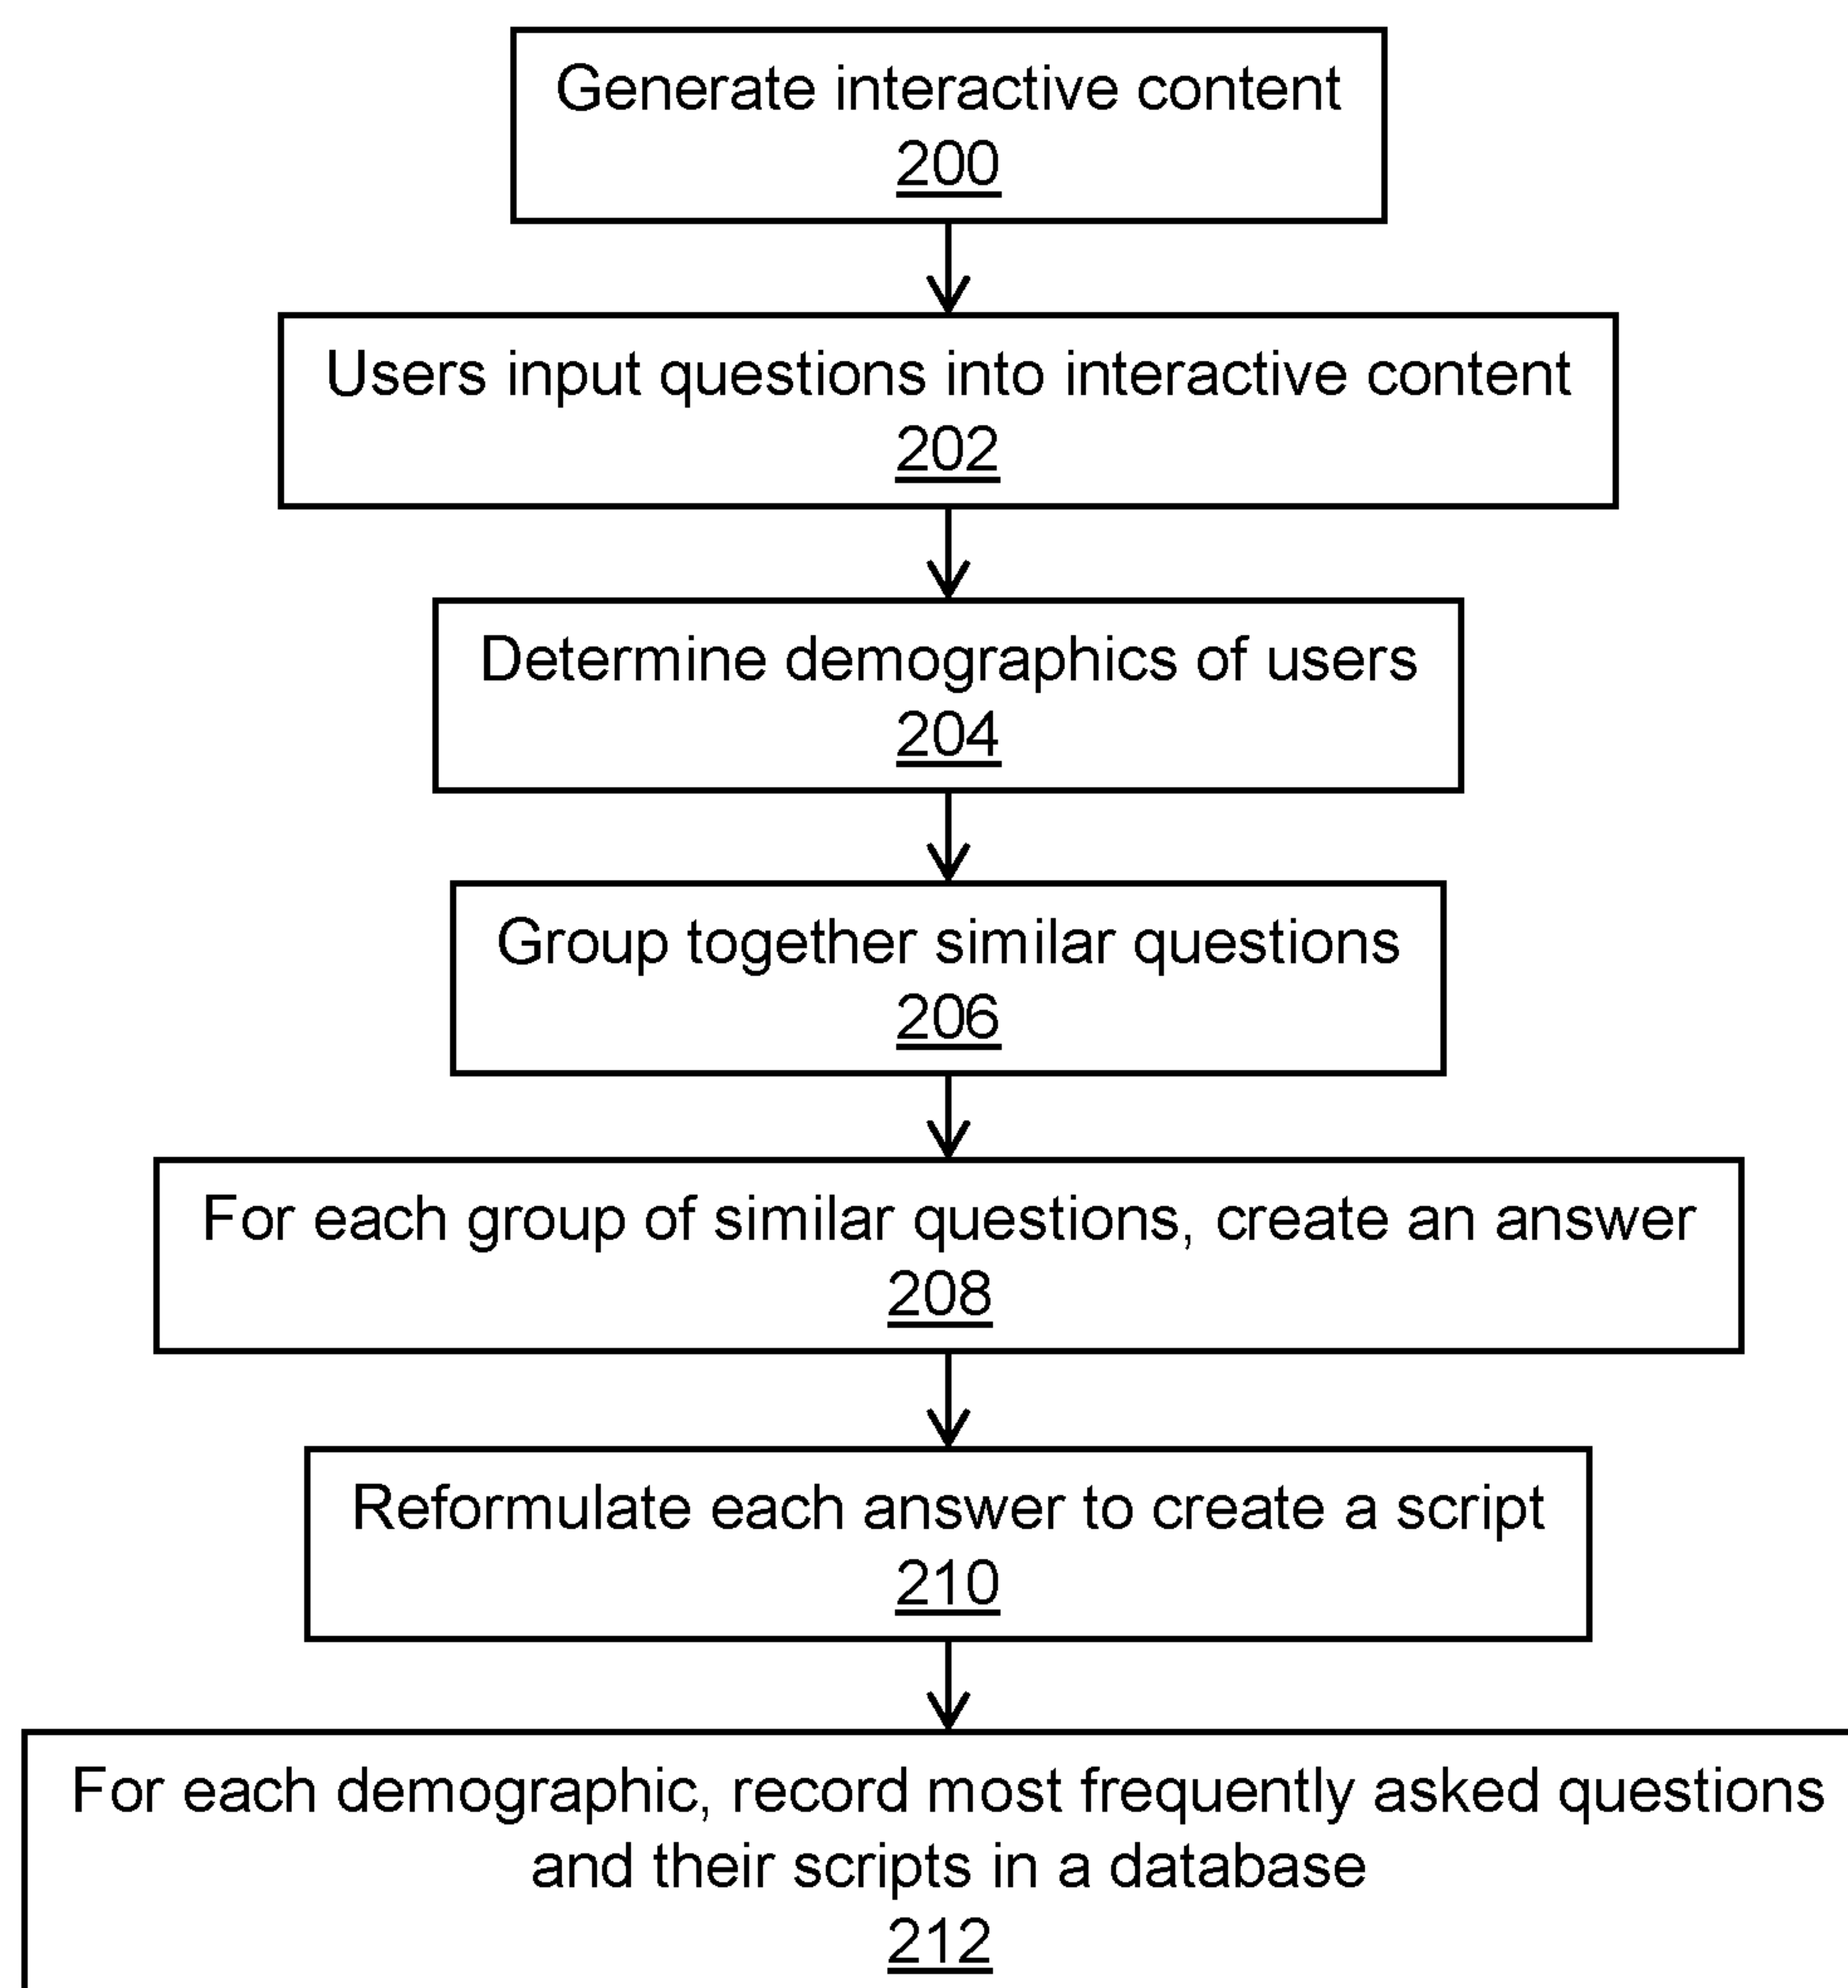 Generate interactive content
200
Users input questions into interactive content
202
Determine demographics of users
204
Group together similar questions
206
For each group of similar questions, create an answer
208
Reformulate each answer to create a script
210
For each demographic, record most frequently asked questions
and their scripts in a database
212